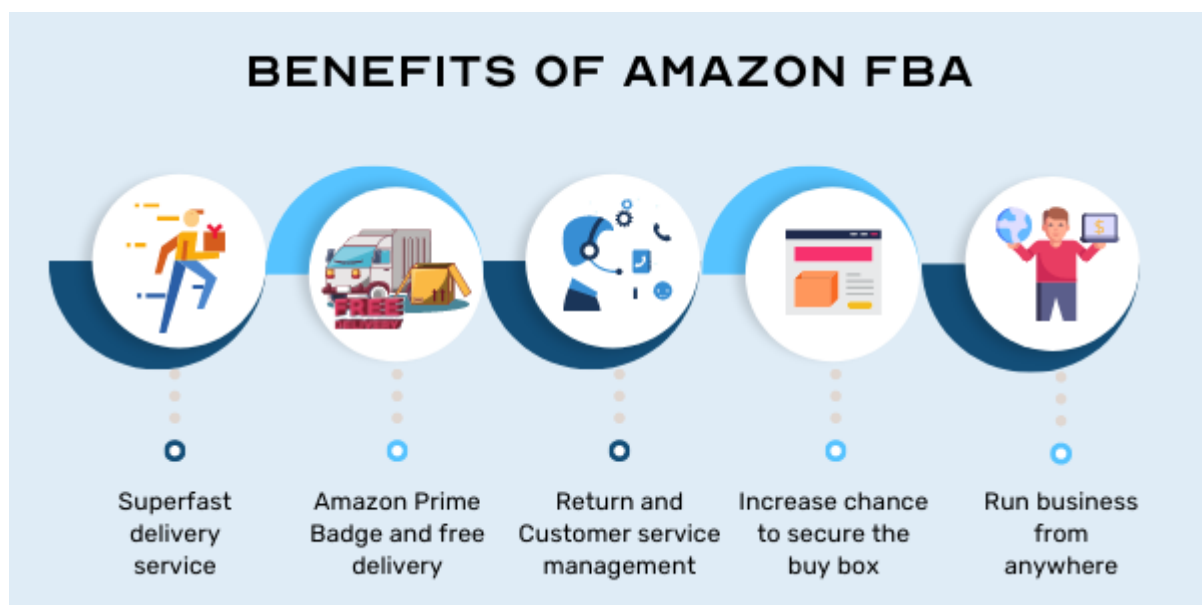 BENEFITS OF AMAZON FBA
FREE
DELIVERY
$
Superfast
delivery
service
Amazon Prime
Badge and free
delivery
Return and
Customer service
management
Increase chance
to secure the
buy box
Run business
from
anywhere